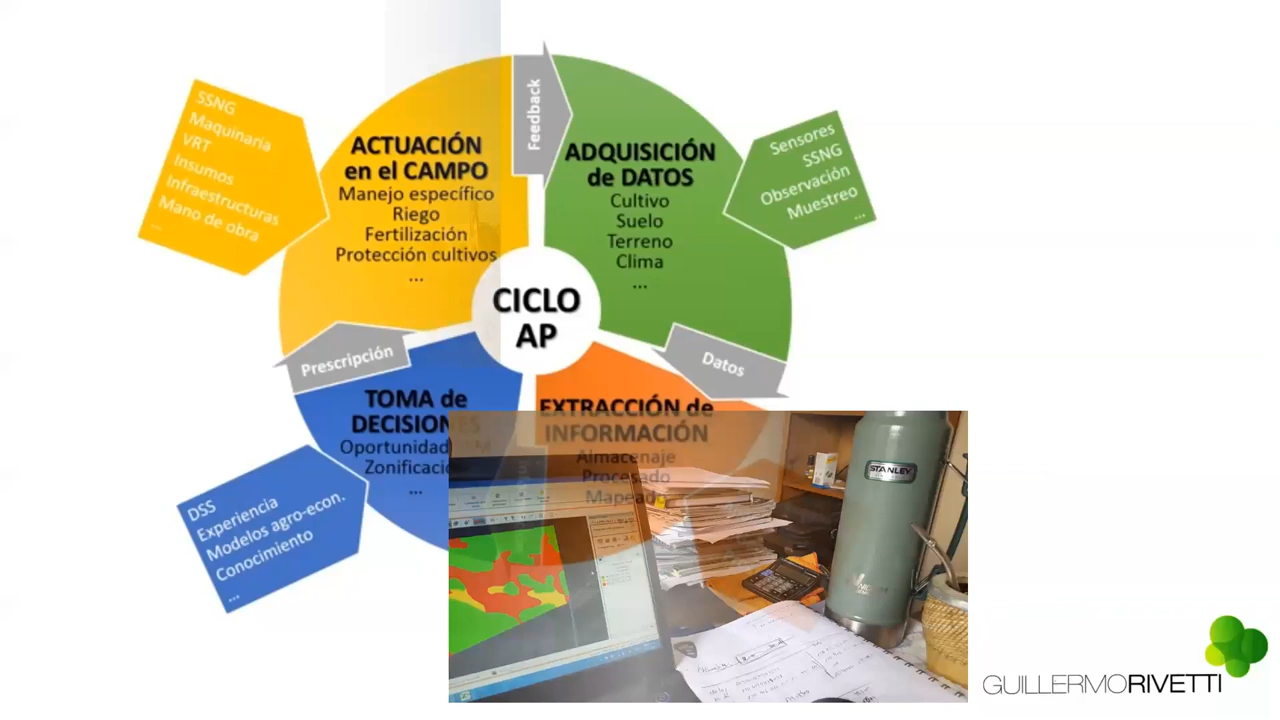 SSNG
Maquinaria
VRT
Insumos
Infraestructuras
Mano de obra
...
ACTUACIÓN
en el CAMPO
Manejo específico
Riego
Fertilización
Protección cultivos
...
Feedback
ADQUISICIÓN
de DATOS
Cultivo
Suelo
Terreno
Clima
...
Sensores
SSNG
Observación
Muestreo
...
CICLO
AP
Prescripción
Datos
TOMA de
DECISIONES
Oportunidad
Zonificació
...
EXTRACCIÓN de
INFORMACIÓN
Almacenaje
Procesado
Mapeado
DSS
Experiencia
Modelos agro-econ.
Conocimiento
...
STANLEY
GUILLERMORIVETTI